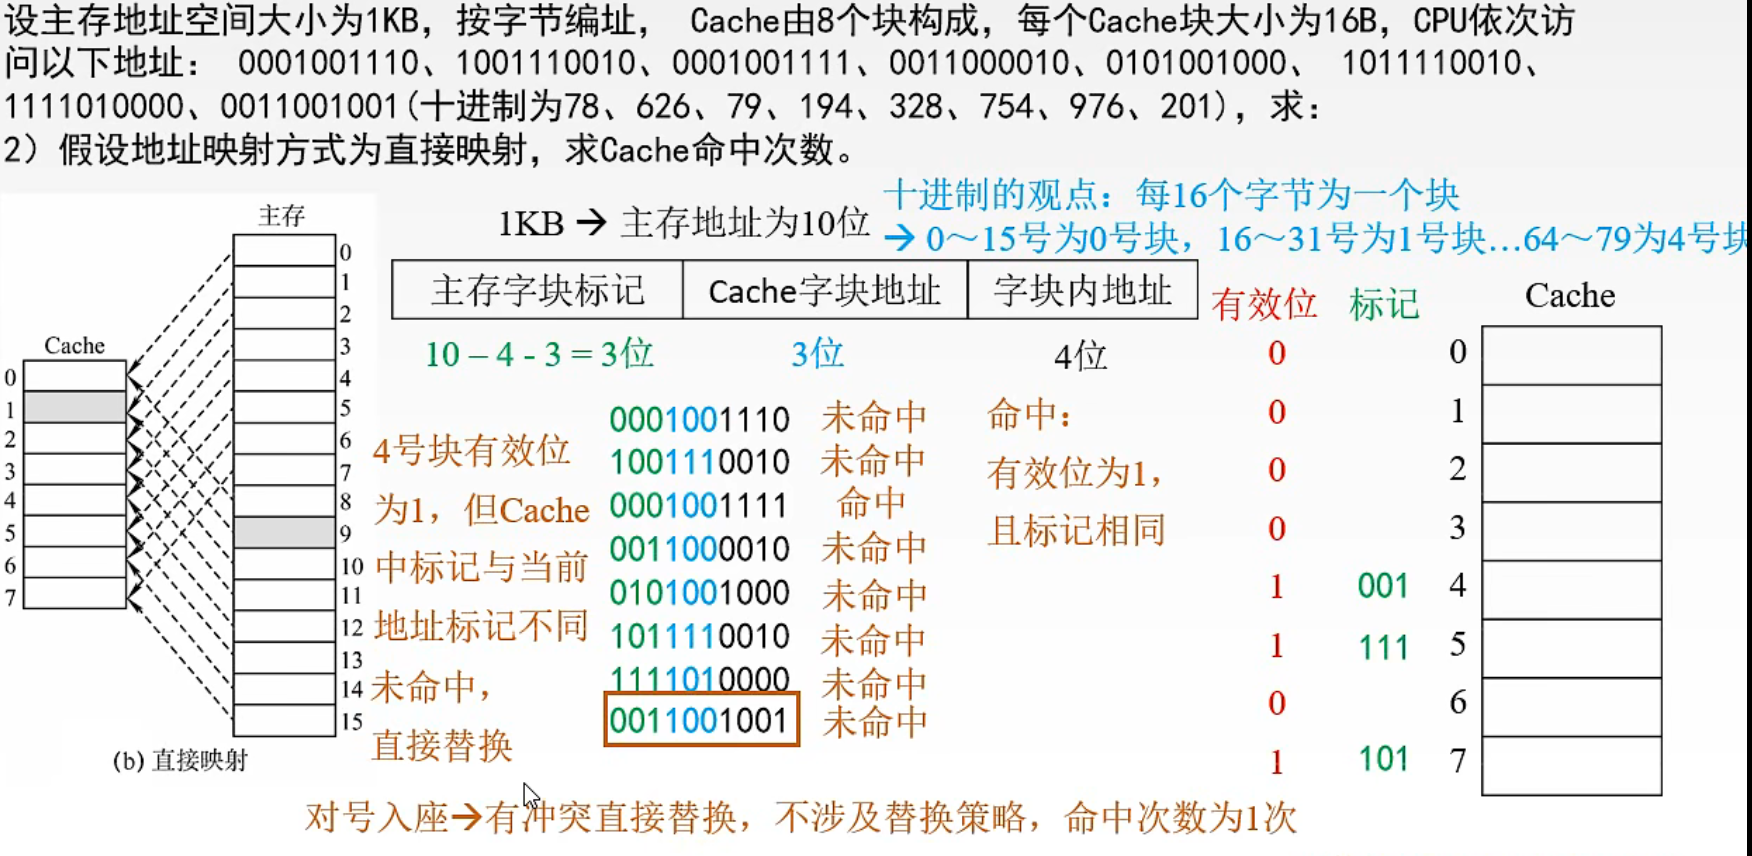 设主存地址空间大小为1KB，按字节编址， Cache由8个块构成，每个Cache块大小为16B，CPU依次访
问以下地址： 0001001110、1001110010、0001001111、0011000010、0101001000、 1011110010、
1111010000、0011001001(十进制为78、626、79、194、328、754、976、201)，求：
2）假设地址映射方式为直接映射，求Cache命中次数。
十进制的观点：每16个字节为一个块
1KB → 主存地址为10位
→ 0～15号为0号块，16～31号为1号块…64～79为4号块
主存字块标记 Cache字块地址 字块内地址
10 – 4 - 3 = 3位 3位 4位
主存
0
1
2
3
4
5
6
7
8
9
10
11
12
13
14
15
Cache
0
1
2
3
4
5
6
7
(b) 直接映射
4号块有效位
为1，但Cache
中标记与当前
地址标记不同
未命中，
直接替换
0001001110 未命中
1001110010 未命中
0001001111 命中
0011000010 未命中
0101001000 未命中
1011110010 未命中
1111010000 未命中
0011001001 未命中
命中：
有效位为1，
且标记相同
有效位 标记 Cache
0 0
0 1
0 2
0 3
1 001 4
1 111 5
0 6
1 101 7
对号入座→有冲突直接替换，不涉及替换策略，命中次数为1次